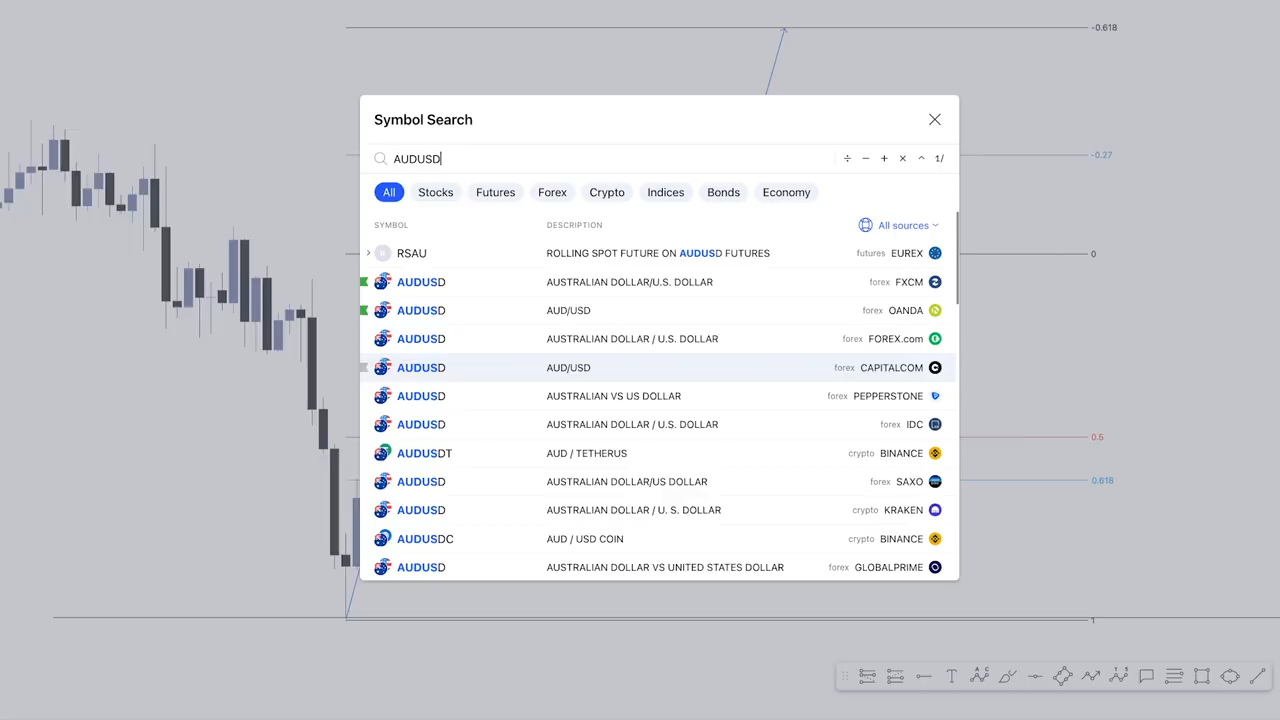 -0.618
Symbol Search
AUDUSD
1/
-0.27
All Stocks Futures Forex Crypto Indices Bonds Economy
SYMBOL DESCRIPTION All sources
R RSAU ROLLING SPOT FUTURE ON AUDUSD FUTURES futures EUREX
0
AUDUSD AUSTRALIAN DOLLAR/U.S. DOLLAR forex FXCM
AUDUSD AUD/USD forex OANDA
AUDUSD AUSTRALIAN DOLLAR / U.S. DOLLAR forex FOREX.com
AUDUSD AUD/USD forex CAPITALCOM
AUDUSD AUSTRALIAN VS US DOLLAR forex PEPPERSTONE
AUDUSD AUSTRALIAN DOLLAR / U.S. DOLLAR forex IDC
0.5
AUDUSDT AUD / TETHERUS crypto BINANCE
AUDUSD AUSTRALIAN DOLLAR/US DOLLAR forex SAXO
0.618
AUDUSD AUSTRALIAN DOLLAR / U. S. DOLLAR crypto KRAKEN
AUDUSDC AUD / USD COIN crypto BINANCE
AUDUSD AUSTRALIAN DOLLAR VS UNITED STATES DOLLAR forex GLOBALPRIME
1